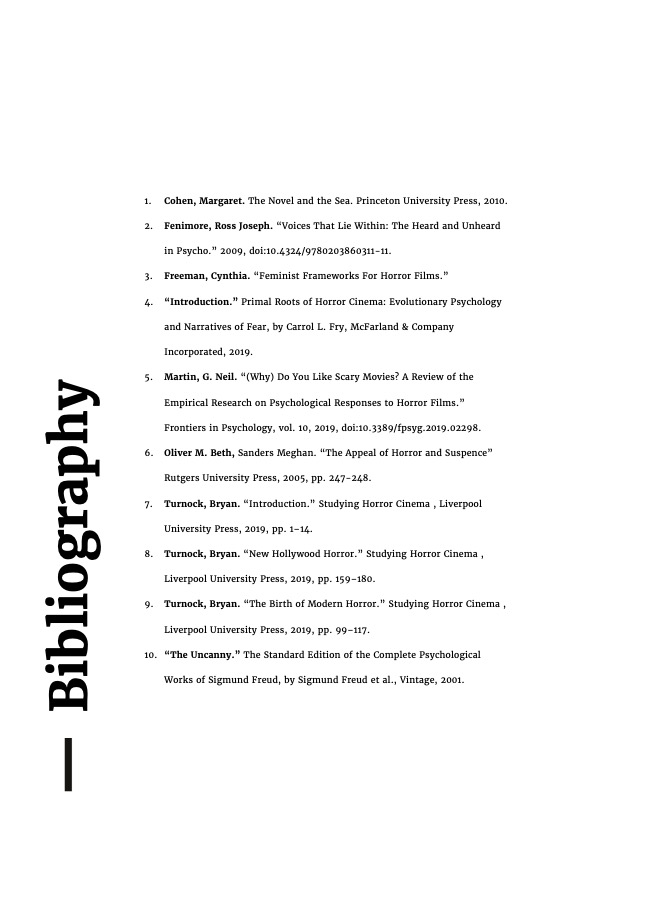 1. Cohen, Margaret. The Novel and the Sea. Princeton University Press, 2010.
2. Fenimore, Ross Joseph. “Voices That Lie Within: The Heard and Unheard
in Psycho.” 2009, doi:10.4324/9780203860311-11.
3. Freeman, Cynthia. “Feminist Frameworks For Horror Films.”
4. “Introduction.” Primal Roots of Horror Cinema: Evolutionary Psychology
and Narratives of Fear, by Carrol L. Fry, McFarland & Company
Incorporated, 2019.
5. Martin, G. Neil. “(Why) Do You Like Scary Movies? A Review of the
Empirical Research on Psychological Responses to Horror Films.”
Frontiers in Psychology, vol. 10, 2019, doi:10.3389/fpsyg.2019.02298.
6. Oliver M. Beth, Sanders Meghan. “The Appeal of Horror and Suspence”
Rutgers University Press, 2005, pp. 247–248.
7. Turnock, Bryan. “Introduction.” Studying Horror Cinema , Liverpool
University Press, 2019, pp. 1–14.
8. Turnock, Bryan. “New Hollywood Horror.” Studying Horror Cinema ,
Liverpool University Press, 2019, pp. 159–180.
9. Turnock, Bryan. “The Birth of Modern Horror.” Studying Horror Cinema ,
Liverpool University Press, 2019, pp. 99–117.
10. “The Uncanny.” The Standard Edition of the Complete Psychological
Works of Sigmund Freud, by Sigmund Freud et al., Vintage, 2001.
— Bibliography